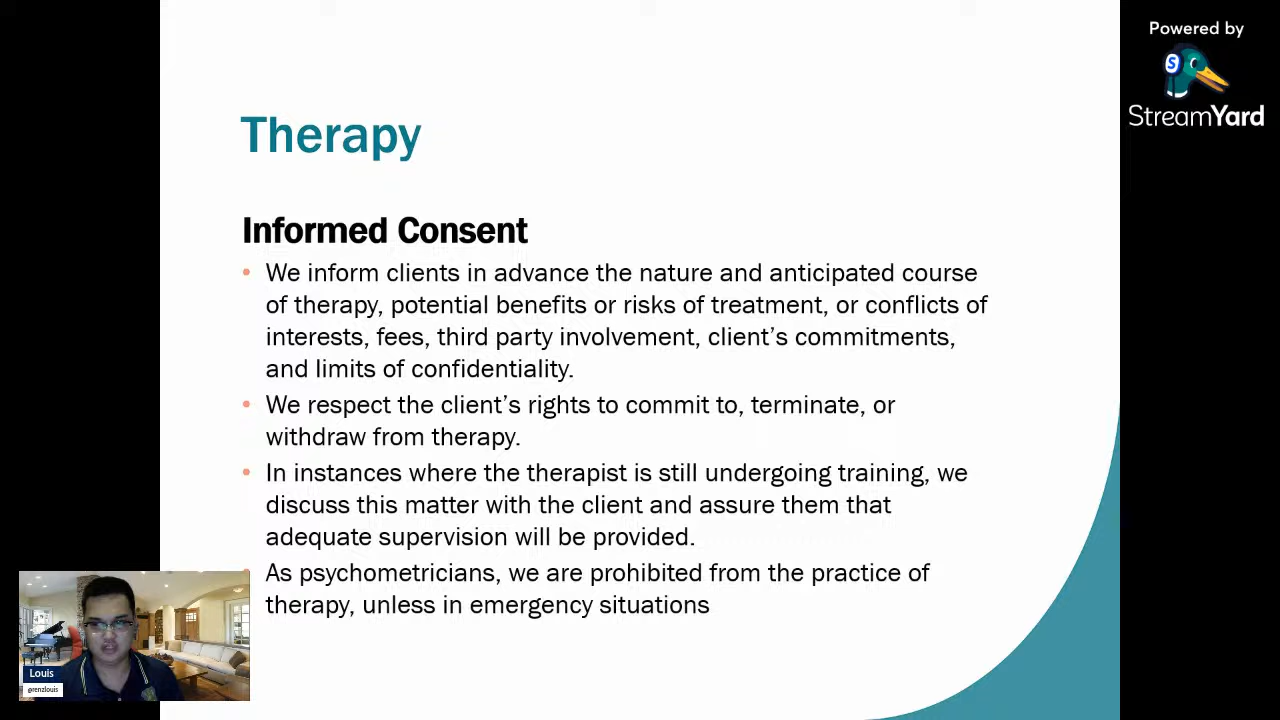 Powered by
S
StreamYard
Therapy
Informed Consent
• We inform clients in advance the nature and anticipated course
of therapy, potential benefits or risks of treatment, or conflicts of
interests, fees, third party involvement, client's commitments,
and limits of confidentiality.
• We respect the client's rights to commit to, terminate, or
withdraw from therapy.
• In instances where the therapist is still undergoing training, we
discuss this matter with the client and assure them that
adequate supervision will be provided.
As psychometricians, we are prohibited from the practice of
therapy, unless in emergency situations
Louis
@renzlouis